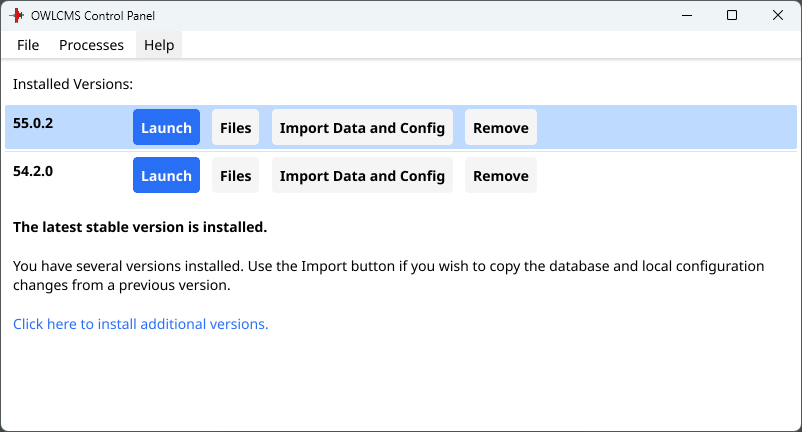 OWLCMS Control Panel
File Processes Help
Installed Versions:
55.0.2 Launch Files Import Data and Config Remove
54.2.0 Launch Files Import Data and Config Remove
The latest stable version is installed.
You have several versions installed. Use the Import button if you wish to copy the database and local configuration
changes from a previous version.
Click here to install additional versions.